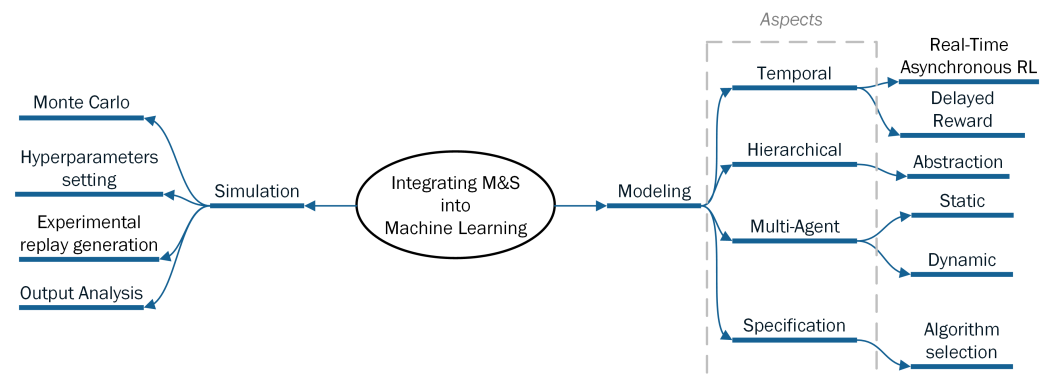 Aspects
Monte Carlo
Hyperparameters
setting
Experimental
replay generation
Output Analysis
Simulation
Integrating M&S
into
Machine Learning
Modeling
Temporal
Hierarchical
Multi-Agent
Specification
Real-Time
Asynchronous RL
Delayed
Reward
Abstraction
Static
Dynamic
Algorithm
selection